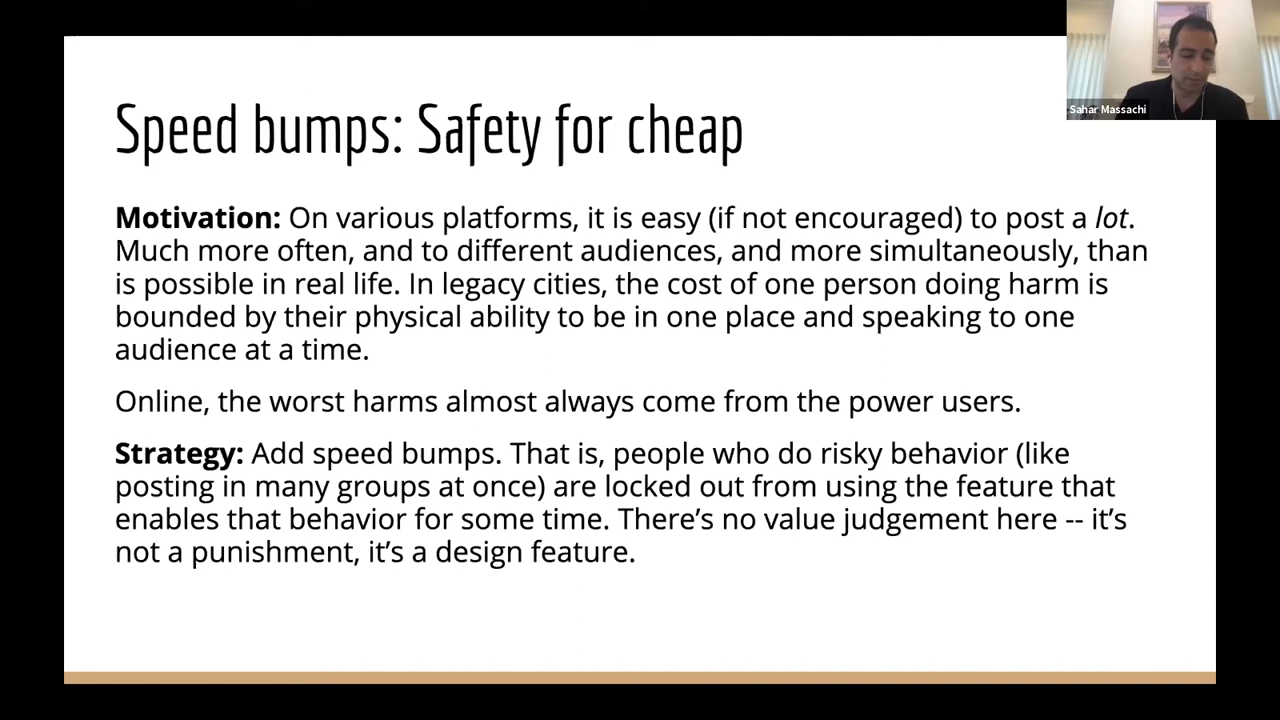 Speed bumps: Safety for cheap
Sahar Massachi
Motivation: On various platforms, it is easy (if not encouraged) to post a lot.
Much more often, and to different audiences, and more simultaneously, than
is possible in real life. In legacy cities, the cost of one person doing harm is
bounded by their physical ability to be in one place and speaking to one
audience at a time.
Online, the worst harms almost always come from the power users.
Strategy: Add speed bumps. That is, people who do risky behavior (like
posting in many groups at once) are locked out from using the feature that
enables that behavior for some time. There’s no value judgement here -- it’s
not a punishment, it’s a design feature.